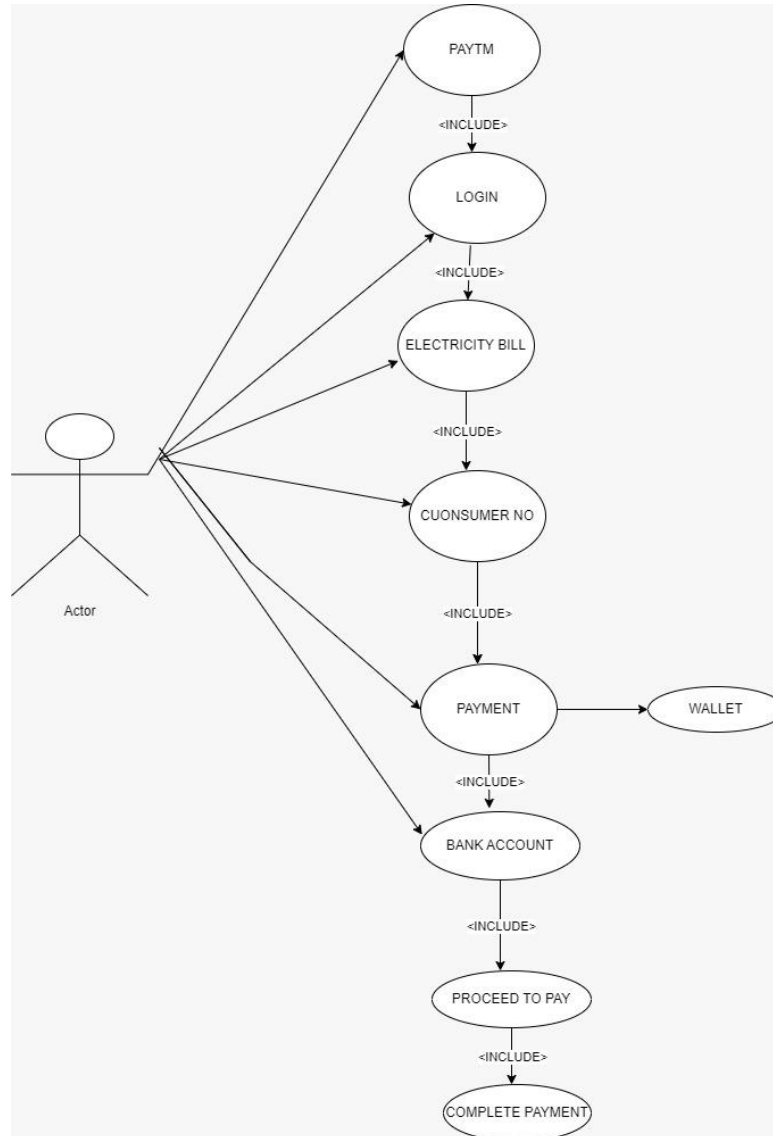 PAYTM
<INCLUDE>
LOGIN
<INCLUDE>
ELECTRICITY BILL
<INCLUDE>
CUONSUMER NO
Actor
<INCLUDE>
PAYMENT
WALLET
<INCLUDE>
BANK ACCOUNT
<INCLUDE>
PROCEED TO PAY
<INCLUDE>
COMPLETE PAYMENT